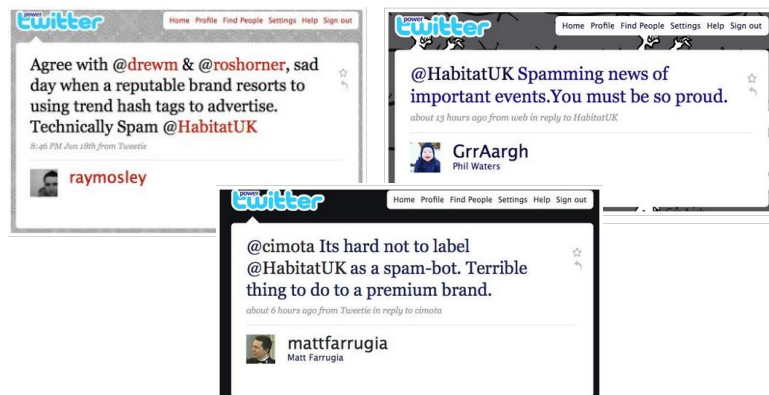 power
twitter
Home Profile Find People Settings Help Sign out
Agree with @drewm & @roshorner, sad
day when a reputable brand resorts to
using trend hash tags to advertise.
Technically Spam @HabitatUK
8:46 PM Jun 18th from Tweetie
raymosley
power
twitter
Home Profile Find People Settings Help Sign out
@HabitatUK Spamming news of
important events.You must be so proud.
about 13 hours ago from web in reply to HabitatUK
GrrAargh
Phil Waters
power
twitter
Home Profile Find People Settings Help Sign out
@cimota Its hard not to label
@HabitatUK as a spam-bot. Terrible
thing to do to a premium brand.
about 6 hours ago from Tweetie in reply to cimota
mattfarrugia
Matt Farrugia